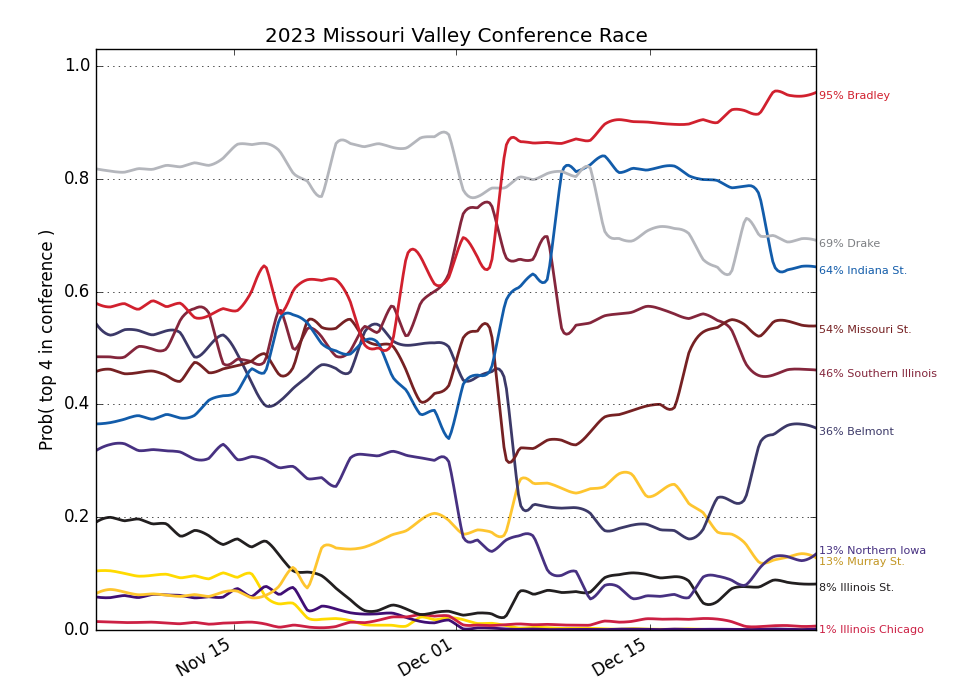 2023 Missouri Valley Conference Race
Prob( top 4 in conference )
1.0
0.8
0.6
0.4
0.2
0.0
Nov 15
Dec 01
Dec 15
95% Bradley
69% Drake
64% Indiana St.
54% Missouri St.
46% Southern Illinois
36% Belmont
13% Northern Iowa
13% Murray St.
8% Illinois St.
1% Illinois Chicago